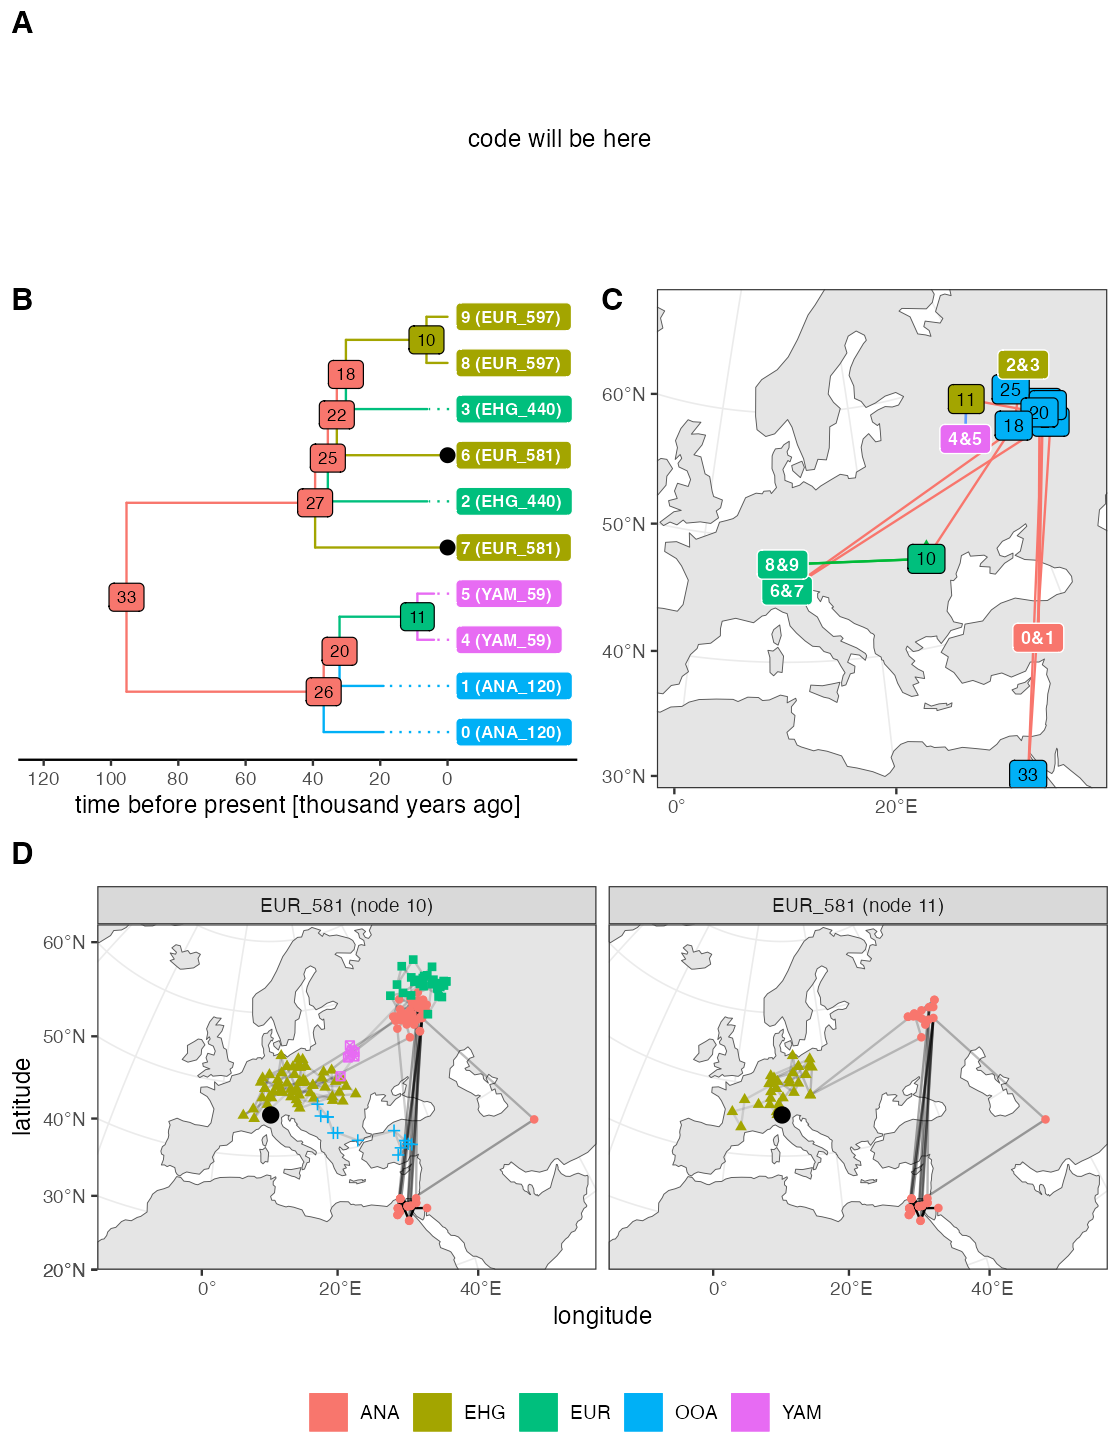 A
code will be here
B
9 (EUR_597)
10
8 (EUR_597)
18
3 (EHG_440)
22
6 (EUR_581)
25
2 (EHG_440)
27
7 (EUR_581)
33
5 (YAM_59)
11
4 (YAM_59)
20
1 (ANA_120)
26
0 (ANA_120)
120 100 80 60 40 20 0
time before present [thousand years ago]
C
60°N
50°N
40°N
30°N
0° 20°E
2&3
25
11
20
18
4&5
10
8&9
6&7
0&1
33
D
EUR_581 (node 10)
EUR_581 (node 11)
60°N
50°N
40°N
30°N
20°N
latitude
0° 20°E 40°E
0° 20°E 40°E
longitude
ANA EHG EUR OOA YAM